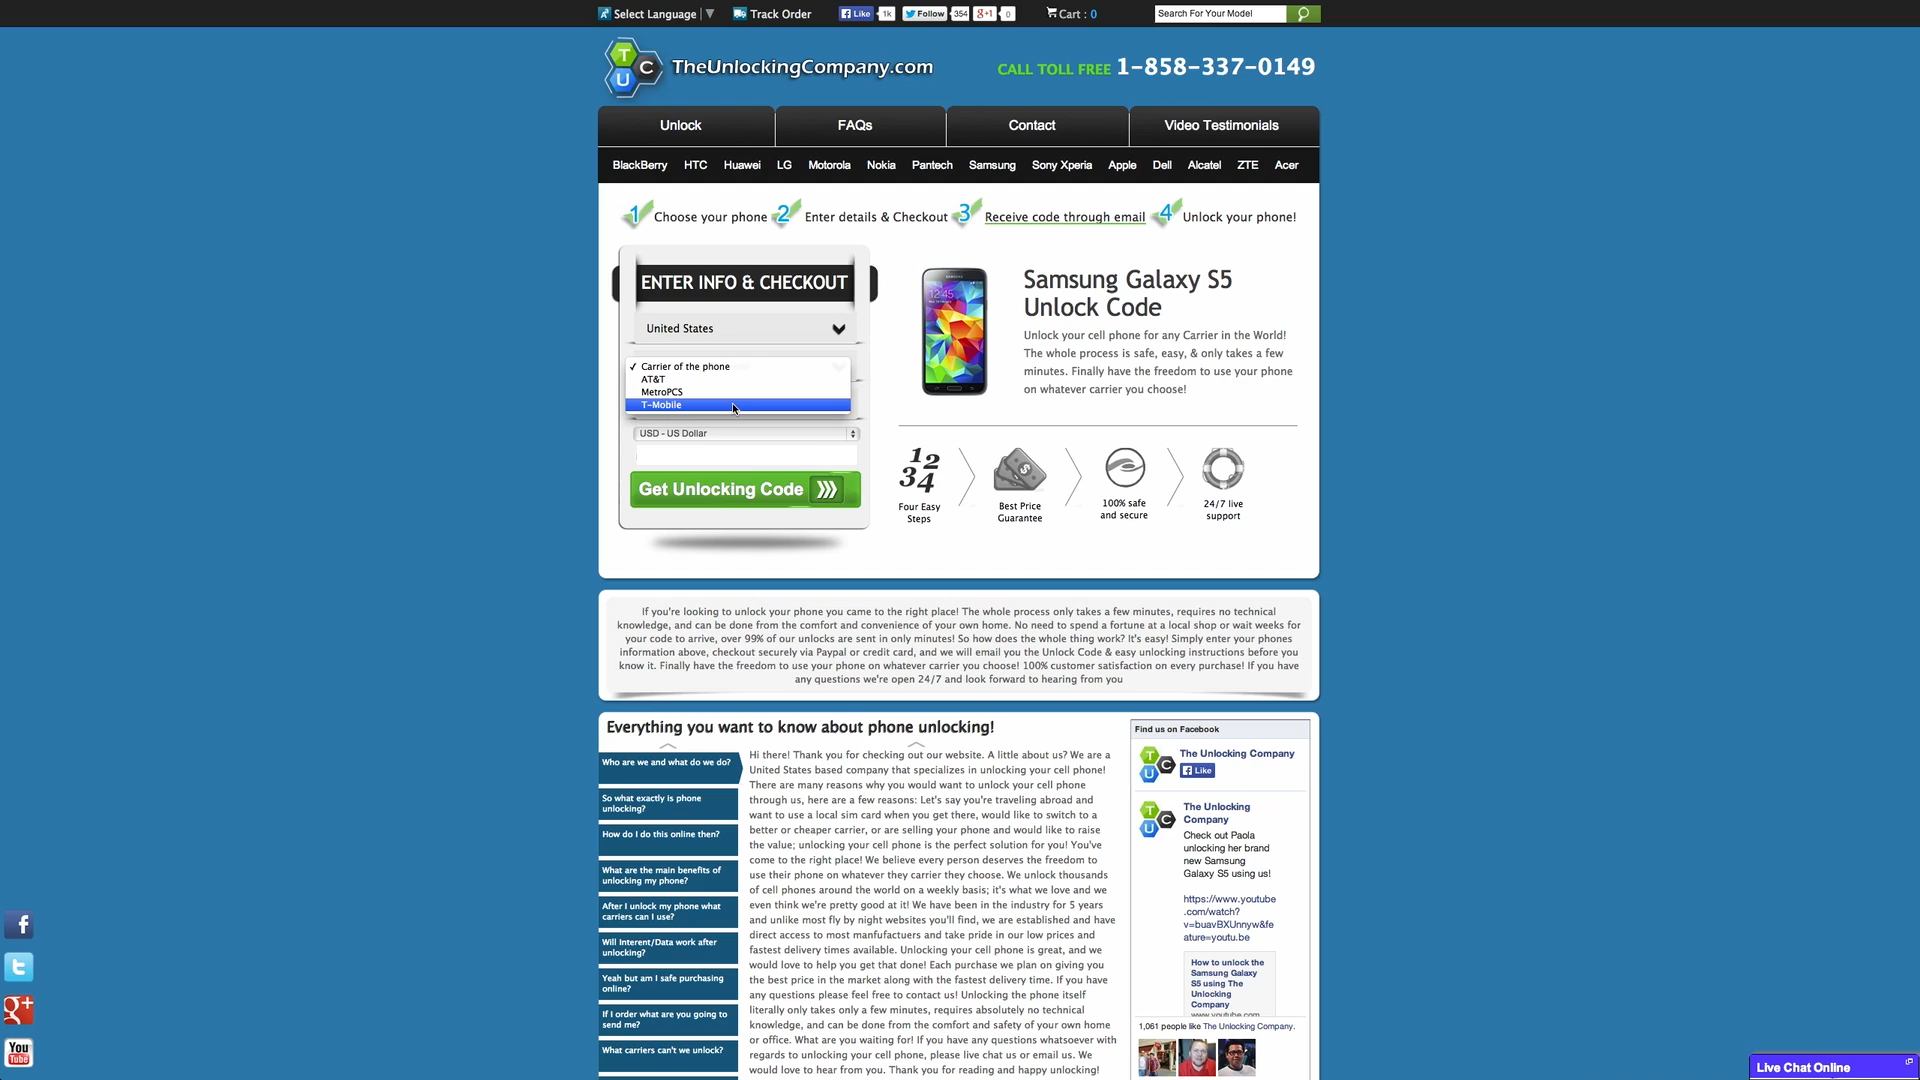 Select Language ▼
Track Order
Like 1k
Follow 354
g+1 0
Cart : 0
Search For Your Model
T U C TheUnlockingCompany.com
CALL TOLL FREE 1-858-337-0149
Unlock
FAQs
Contact
Video Testimonials
BlackBerry HTC Huawei LG Motorola Nokia Pantech Samsung Sony Xperia Apple Dell Alcatel ZTE Acer
1 Choose your phone 2 Enter details & Checkout 3 Receive code through email 4 Unlock your phone!
ENTER INFO & CHECKOUT
United States
✓ Carrier of the phone
AT&T
MetroPCS
T-Mobile
USD - US Dollar
Get Unlocking Code
SAMSUNG
12:45
Samsung Galaxy S5
Unlock Code
Unlock your cell phone for any Carrier in the World!
The whole process is safe, easy, & only takes a few
minutes. Finally have the freedom to use your phone
on whatever carrier you choose!
12
34
Four Easy
Steps
Best Price
Guarantee
100% safe
and secure
24/7 live
support
If you're looking to unlock your phone you came to the right place! The whole process only takes a few minutes, requires no technical
knowledge, and can be done from the comfort and convenience of your own home. No need to spend a fortune at a local shop or wait weeks for
your code to arrive, over 99% of our unlocks are sent in only minutes! So how does the whole thing work? It's easy! Simply enter your phones
information above, checkout securely via Paypal or credit card, and we will email you the Unlock Code & easy unlocking instructions before you
know it. Finally have the freedom to use your phone on whatever carrier you choose! 100% customer satisfaction on every purchase! If you have
any questions we're open 24/7 and look forward to hearing from you
Everything you want to know about phone unlocking!
Who are we and what do we do?
So what exactly is phone
unlocking?
How do I do this online then?
What are the main benefits of
unlocking my phone?
After I unlock my phone what
carriers can I use?
Will Interent/Data work after
unlocking?
Yeah but am I safe purchasing
online?
If I order what are you going to
send me?
What carriers can't we unlock?
Hi there! Thank you for checking out our website. A little about us? We are a
United States based company that specializes in unlocking your cell phone!
There are many reasons why you would want to unlock your cell phone
through us, here are a few reasons: Let's say you're traveling abroad and
want to use a local sim card when you get there, would like to switch to a
better or cheaper carrier, or are selling your phone and would like to raise
the value; unlocking your cell phone is the perfect solution for you! You've
come to the right place! We believe every person deserves the freedom to
use their phone on whatever they carrier they choose. We unlock thousands
of cell phones around the world on a weekly basis; it's what we love and we
even think we're pretty good at it! We have been in the industry for 5 years
and unlike most fly by night websites you'll find, we are established and have
direct access to most manfufactuers and take pride in our low prices and
fastest delivery times available. Unlocking your cell phone is great, and we
would love to help you get that done! Each purchase we plan on giving you
the best price in the market along with the fastest delivery time. If you have
any questions please feel free to contact us! Unlocking the phone itself
literally only takes only a few minutes, requires absolutely no technical
knowledge, and can be done from the comfort and safety of your own home
or office. What are you waiting for! If you have any questions whatsoever with
regards to unlocking your cell phone, please live chat us or email us. We
would love to hear from you. Thank you for reading and happy unlocking!
Find us on Facebook
T U C The Unlocking Company
Like
T U C The Unlocking
Company
Check out Paola
unlocking her brand
new Samsung
Galaxy S5 using us!
https://www.youtube
.com/watch?
v=buavBXUnnyw&fe
ature=youtu.be
How to unlock the
Samsung Galaxy
S5 using The
Unlocking
Company
www.youtube.com
1,061 people like The Unlocking Company.
f
t
g+
You
Tube
Live Chat Online